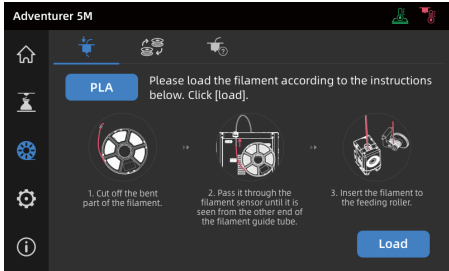 Adventurer 5M
PLA
Please load the filament according to the instructions
below. Click [load].
1. Cut off the bent
part of the filament.
2. Pass it through the
filament sensor until it is
seen from the other end of
the filament guide tube.
3. Insert the filament to
the feeding roller.
Load